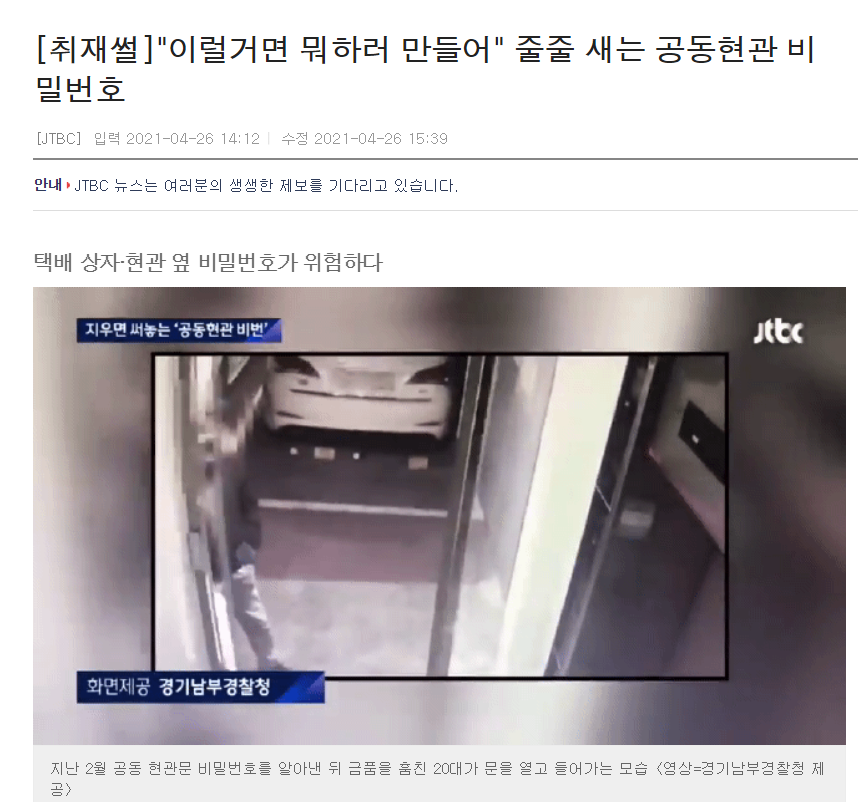 [취재썰]"이럴거면 뭐하러 만들어" 줄줄 새는 공동현관 비
밀번호
[JTBC] 입력 2021-04-26 14:12 | 수정 2021-04-26 15:39
안내 JTBC 뉴스는 여러분의 생생한 제보를 기다리고 있습니다.
택배 상자·현관 옆 비밀번호가 위험하다
지우면 써놓는 '공동현관 비번'
jtbc
화면제공 경기남부경찰청
지난 2월 공동 현관문 비밀번호를 알아낸 뒤 금품을 훔친 20대가 문을 열고 들어가는 모습 <영상=경기남부경찰청 제
공>